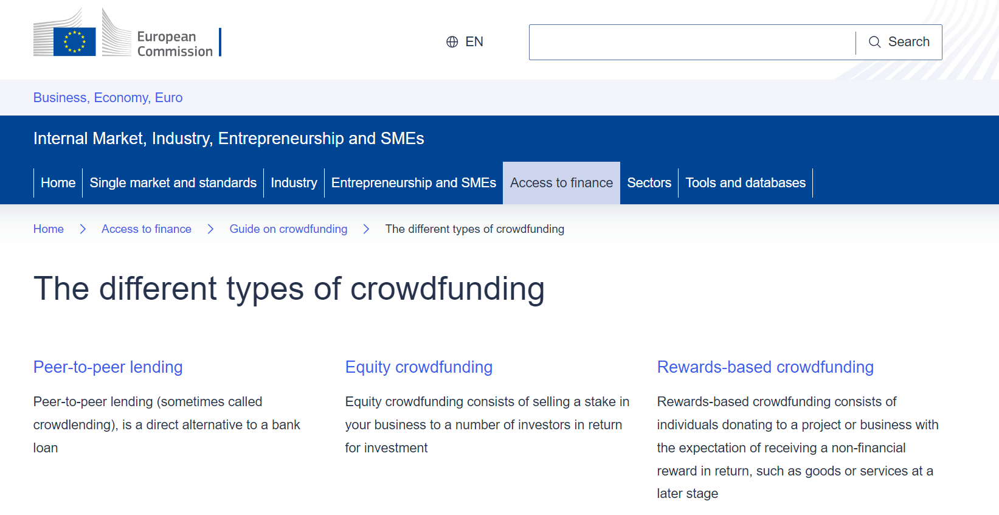 European
Commission
EN
Search
Business, Economy, Euro
Internal Market, Industry, Entrepreneurship and SMEs
Home
Single market and standards
Industry
Entrepreneurship and SMEs
Access to finance
Sectors
Tools and databases
Home
Access to finance
Guide on crowdfunding
The different types of crowdfunding
The different types of crowdfunding
Peer-to-peer lending
Peer-to-peer lending (sometimes called
crowdlending), is a direct alternative to a bank
loan
Equity crowdfunding
Equity crowdfunding consists of selling a stake in
your business to a number of investors in return
for investment
Rewards-based crowdfunding
Rewards-based crowdfunding consists of
individuals donating to a project or business with
the expectation of receiving a non-financial
reward in return, such as goods or services at a
later stage